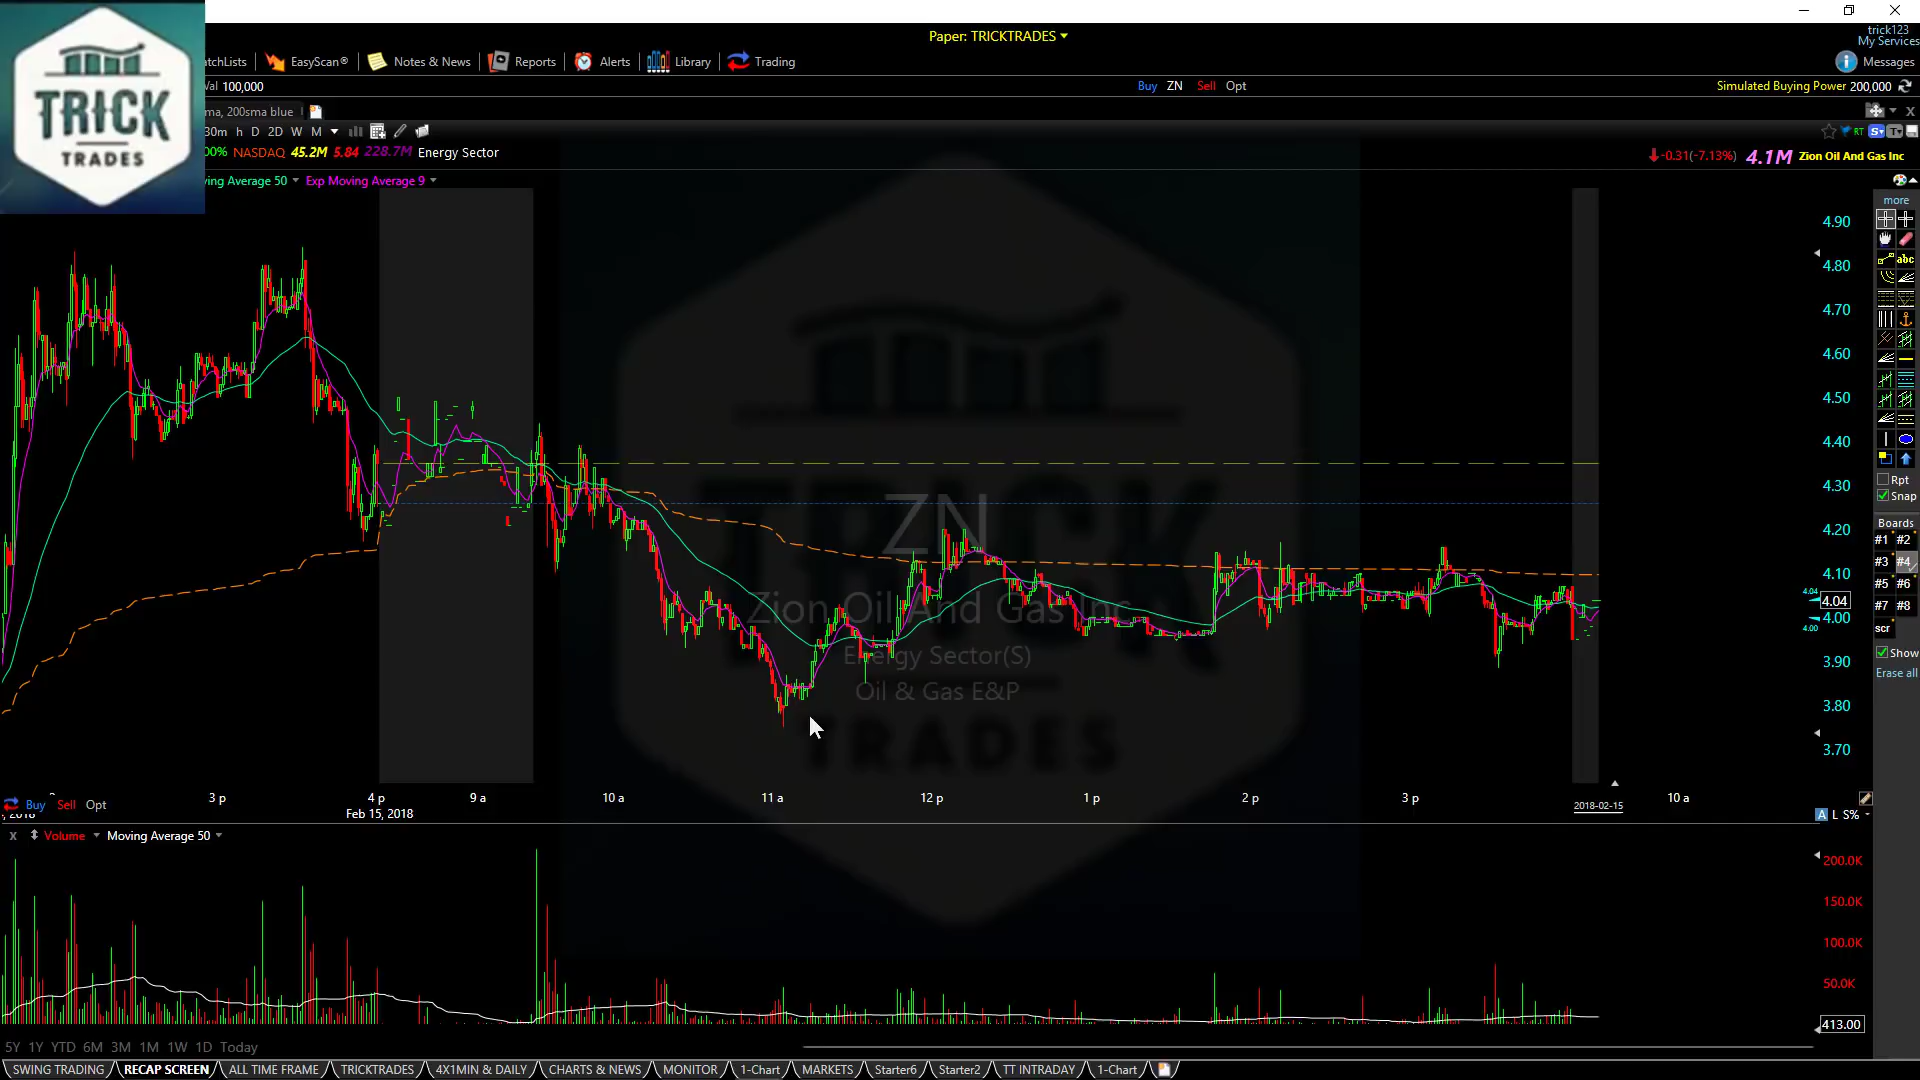 TRICK
TRADES
Paper: TRICKTRADES
trick123
My Services
atchLists EasyScan® Notes & News Reports Alerts Library Trading Messages
Val 100,000 Buy ZN Sell Opt Simulated Buying Power 200,000
ma, 200sma blue X
30m h D 2D W M RT S T
00% NASDAQ 45.2M 5.84 228.7M Energy Sector -0.31(-7.13%) 4.1M Zion Oil And Gas Inc
ving Average 50 Exp Moving Average 9
more
abc
4.90
4.80
4.70
4.60
4.50
4.40
4.30
4.20
4.10
4.04
4.04
4.00
4.00
3.90
3.80
3.70
Rpt
Snap
Boards
#1 #2
#3 #4
#5 #6
#7 #8
scr
Show
Erase all
ZN
Zion Oil And Gas Inc
Energy Sector(S)
Oil & Gas E&P
TRICK
TRADES
3 p 4 p 9 a 10 a 11 a 12 p 1 p 2 p 3 p 10 a
Buy Sell Opt
Feb 15, 2018
2018-02-15
A L S%
X Volume Moving Average 50
200.0K
150.0K
100.0K
50.0K
413.00
5Y 1Y YTD 6M 3M 1M 1W 1D Today
SWING TRADING RECAP SCREEN ALL TIME FRAME TRICKTRADES 4X1MIN & DAILY CHARTS & NEWS MONITOR 1-Chart MARKETS Starter6 Starter2 TT INTRADAY 1-Chart